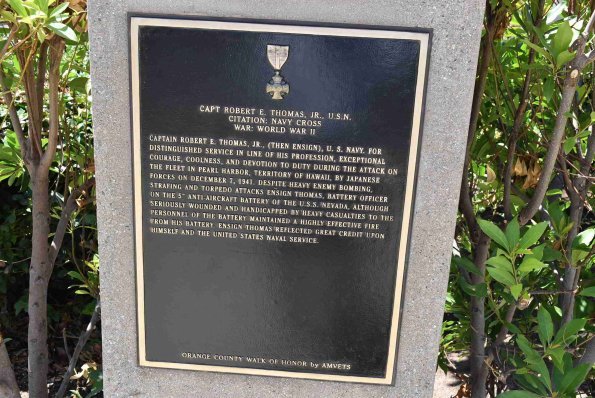 CAPT ROBERT E. THOMAS, JR., U.S.N.
CITATION: NAVY CROSS
WAR: WORLD WAR II
CAPTAIN ROBERT E. THOMAS, JR., (THEN ENSIGN), U. S. NAVY. FOR
DISTINGUISHED SERVICE IN LINE OF HIS PROFESSION, EXCEPTIONAL
COURAGE, COOLNESS, AND DEVOTION TO DUTY DURING THE ATTACK ON
THE FLEET IN PEARL HARBOR, TERRITORY OF HAWAII, BY JAPANESE
FORCES ON DECEMBER 7, 1941. DESPITE HEAVY ENEMY BOMBING,
STRAFING AND TORPEDO ATTACKS ENSIGN THOMAS, BATTERY OFFICER
ON THE 5" ANTI-AIRCRAFT BATTERY OF THE U.S.S. NEVADA, ALTHOUGH
SERIOUSLY WOUNDED AND HANDICAPPED BY HEAVY CASUALTIES TO THE
PERSONNEL OF THE BATTERY MAINTAINED A HIGHLY EFFECTIVE FIRE
FROM HIS BATTERY. ENSIGN THOMAS REFLECTED GREAT CREDIT UPON
HIMSELF AND THE UNITED STATES NAVAL SERVICE.
ORANGE COUNTY WALK OF HONOR by AMVETS